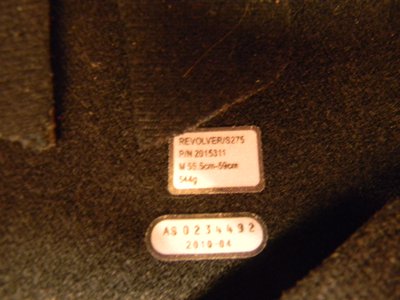 REVOLVER/S275
P/N 2015311
M 55.5cm-59cm
544g
AS 0234492
2010 04